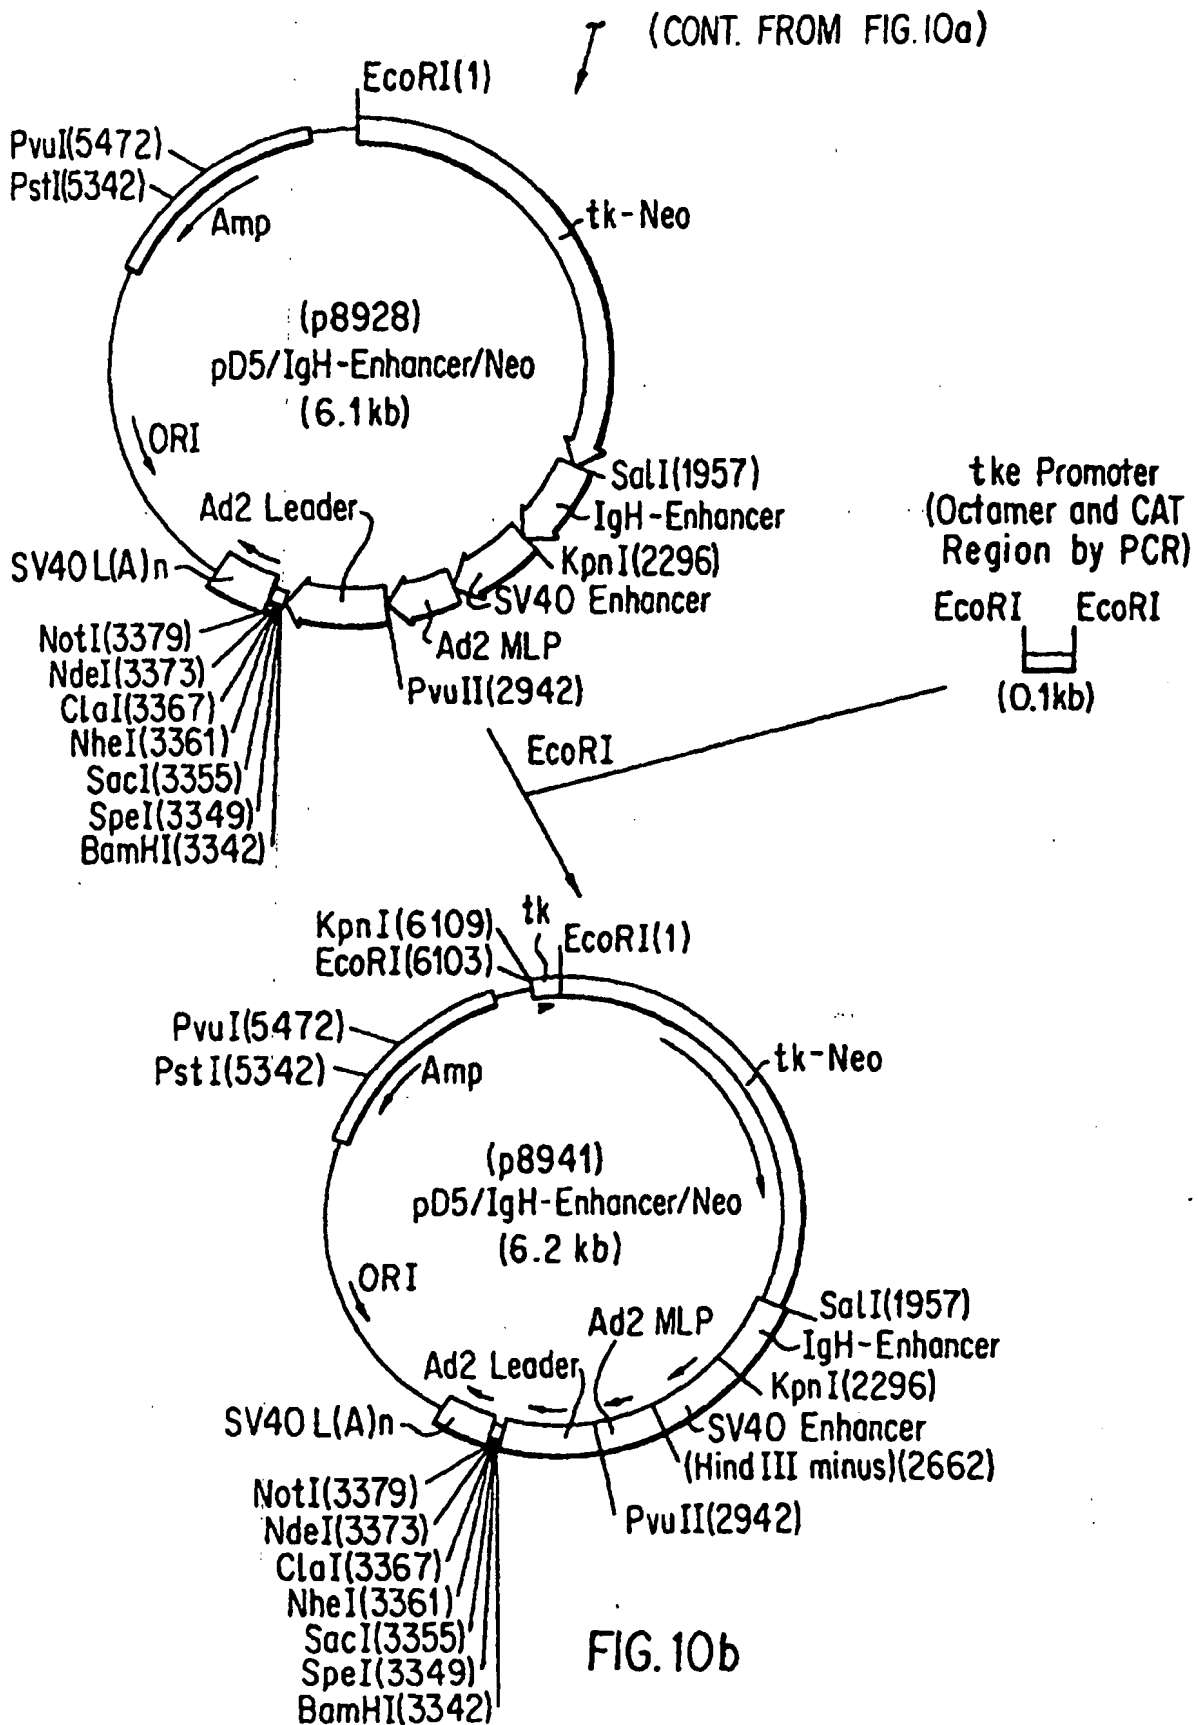 (CONT. FROM FIG.10a)
EcoRI(1)
PvuI(5472)
PstI(5342)
Amp
tk-Neo
(p8928)
pD5/IgH-Enhancer/Neo
(6.1kb)
ORI
Ad2 Leader
SV40 L(A)n
SalI(1957)
IgH-Enhancer
KpnI(2296)
SV40 Enhancer
Ad2 MLP
PvuII(2942)
NotI(3379)
NdeI(3373)
ClaI(3367)
NheI(3361)
SacI(3355)
SpeI(3349)
BamHI(3342)
tke Promoter
(Octamer and CAT
Region by PCR)
EcoRI EcoRI
(0.1kb)
EcoRI
KpnI(6109)
tk
EcoRI(1)
EcoRI(6103)
PvuI(5472)
PstI(5342)
Amp
tk-Neo
(p8941)
pD5/IgH-Enhancer/Neo
(6.2 kb)
ORI
Ad2 MLP
Ad2 Leader
SV40 L(A)n
SalI(1957)
IgH-Enhancer
KpnI(2296)
SV40 Enhancer
(Hind III minus)(2662)
PvuII(2942)
NotI(3379)
NdeI(3373)
ClaI(3367)
NheI(3361)
SacI(3355)
SpeI(3349)
BamHI(3342)
FIG. 10b